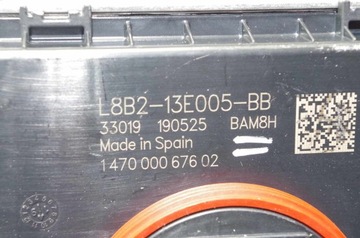 L8B2-13E005-BB
33019 190525 BAM8H
Made in Spain
1 470 000 676 02